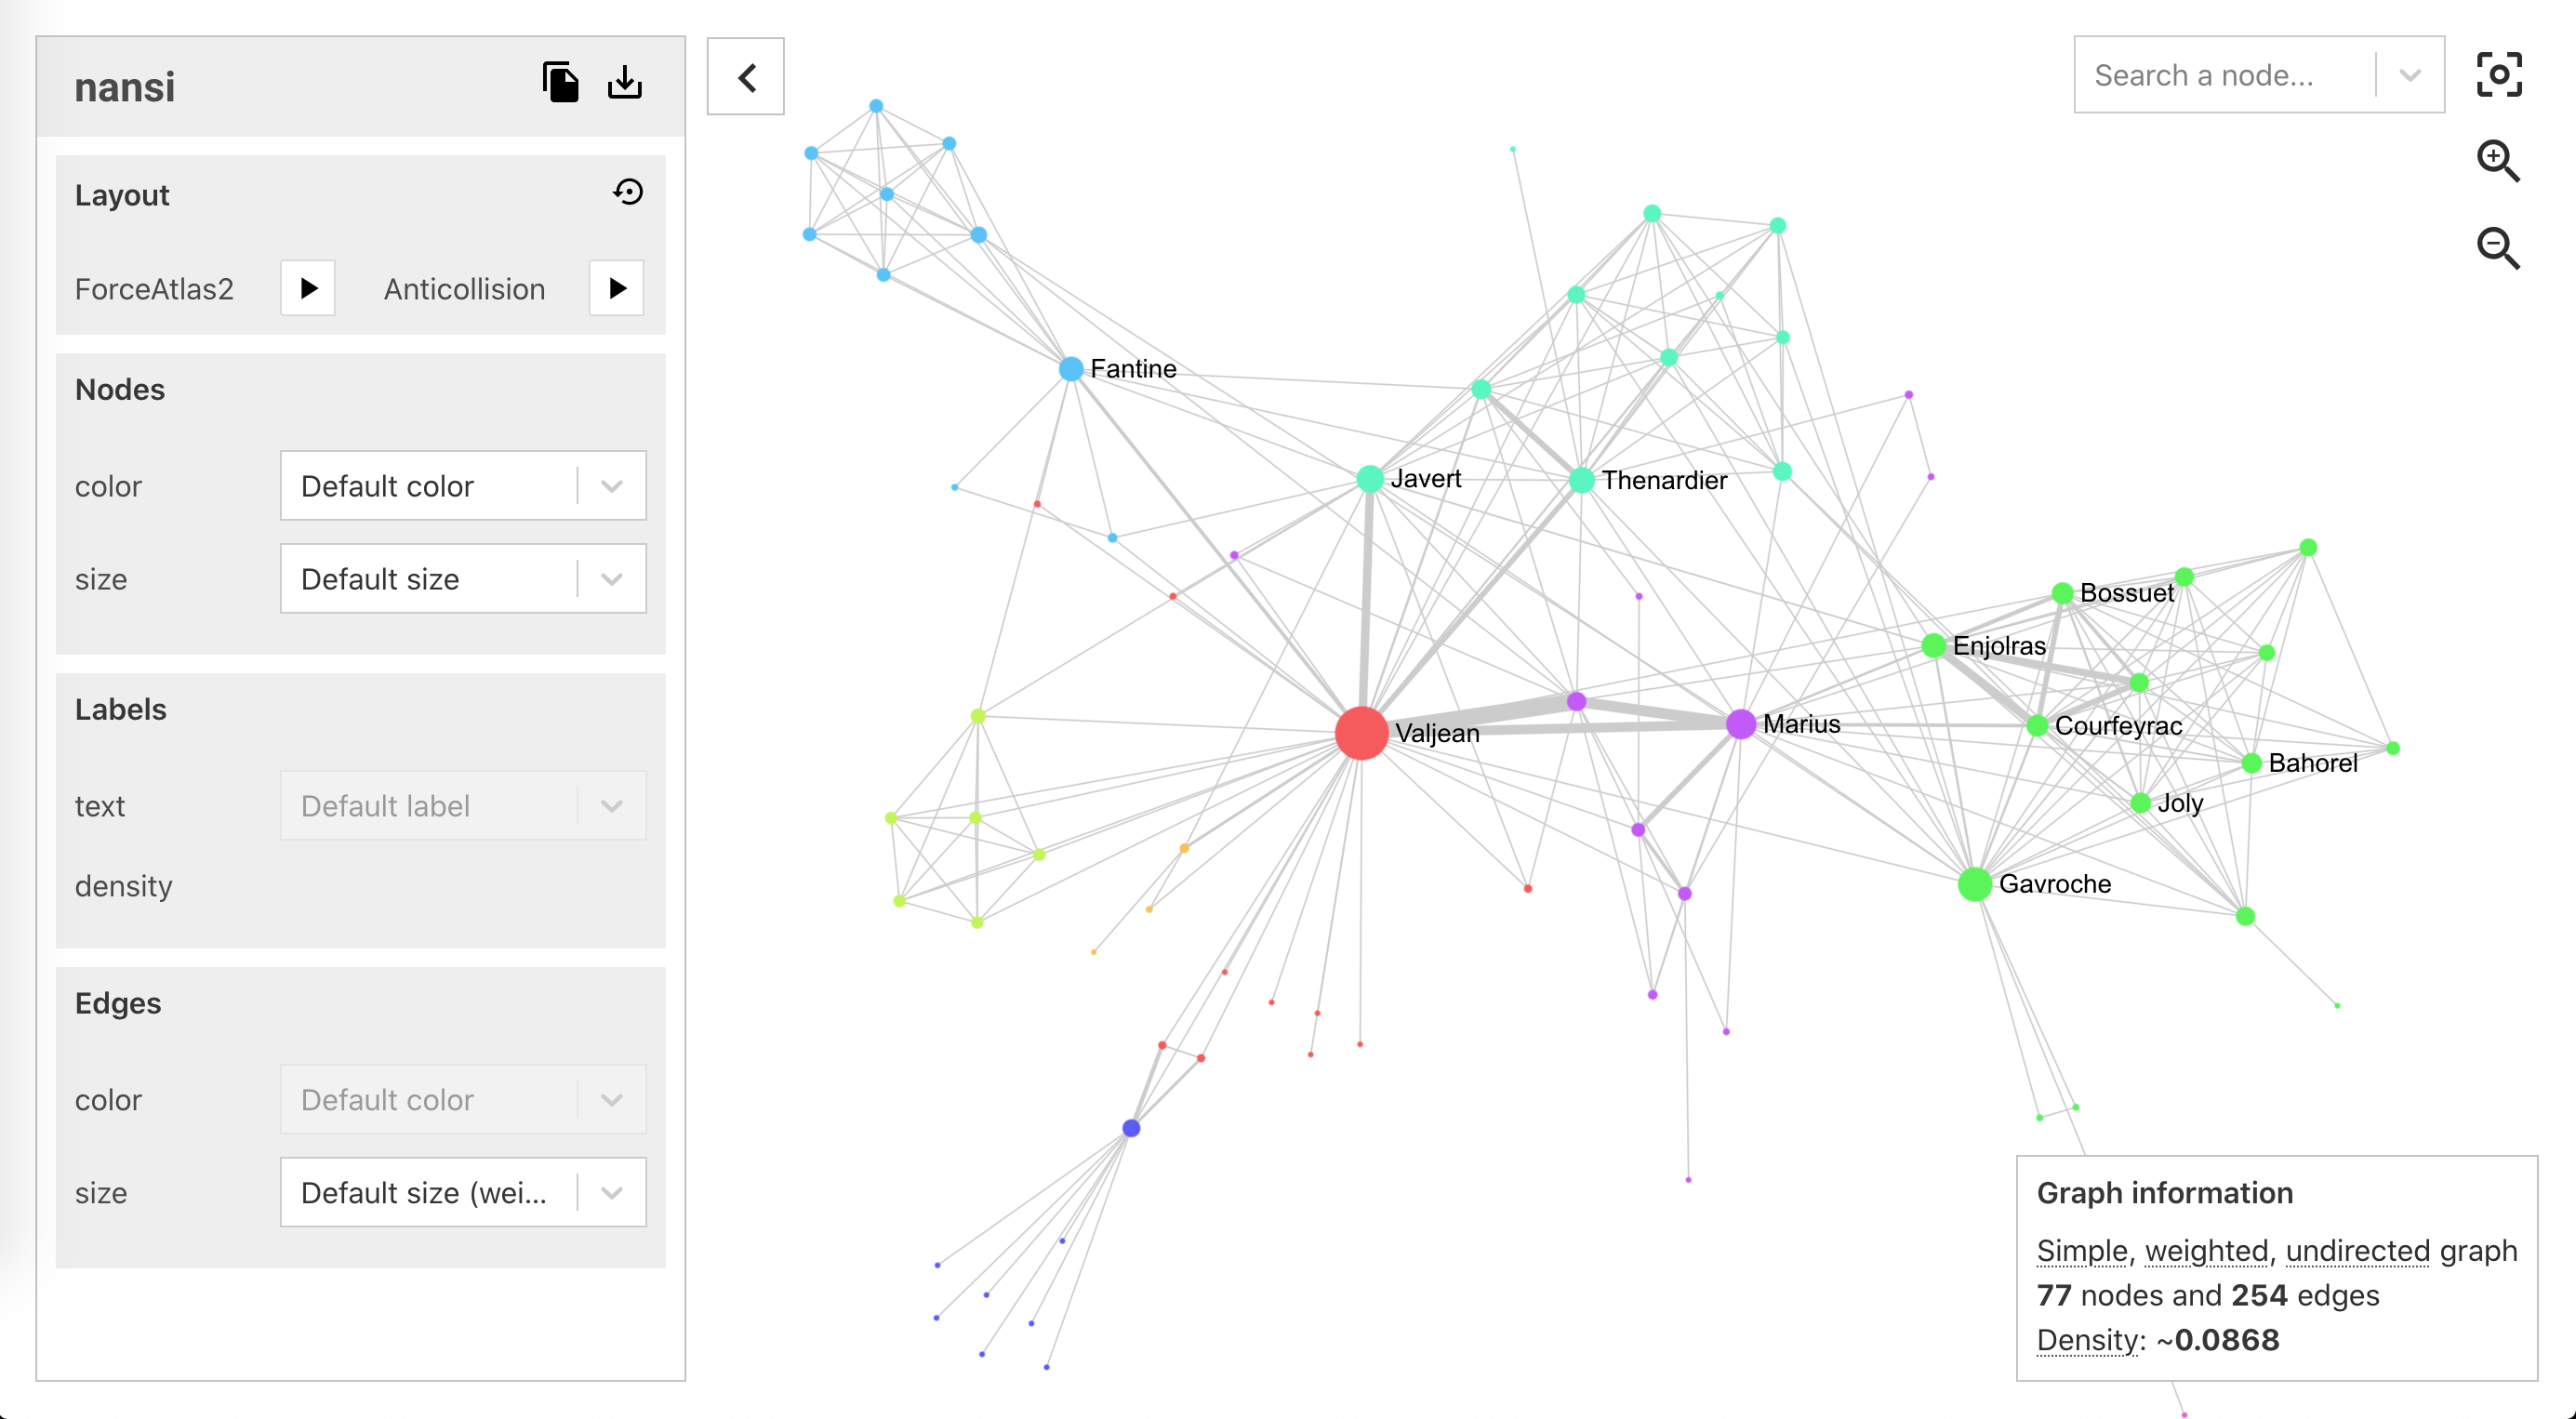 nansi
Search a node...
Layout
ForceAtlas2 Anticollision
Nodes
color Default color
size Default size
Labels
text Default label
density
Edges
color Default color
size Default size (wei...
Fantine
Javert
Thenardier
Bossuet
Enjolras
Valjean
Marius
Courfeyrac
Bahorel
Joly
Gavroche
Graph information
Simple, weighted, undirected graph
77 nodes and 254 edges
Density: ~0.0868